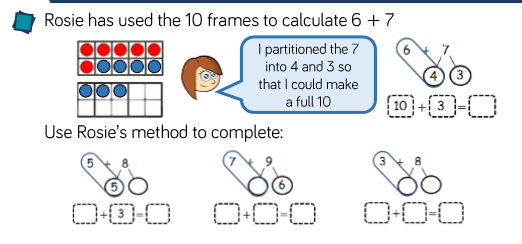 Rosie has used the 10 frames to calculate 6 + 7
I partitioned the 7
into 4 and 3 so
that I could make
a full 10
6 + 7
4 3
10 + 3 =
Use Rosie's method to complete:
5 + 8
5
+ 3 =
7 + 9
6
+ =
3 + 8
+ =